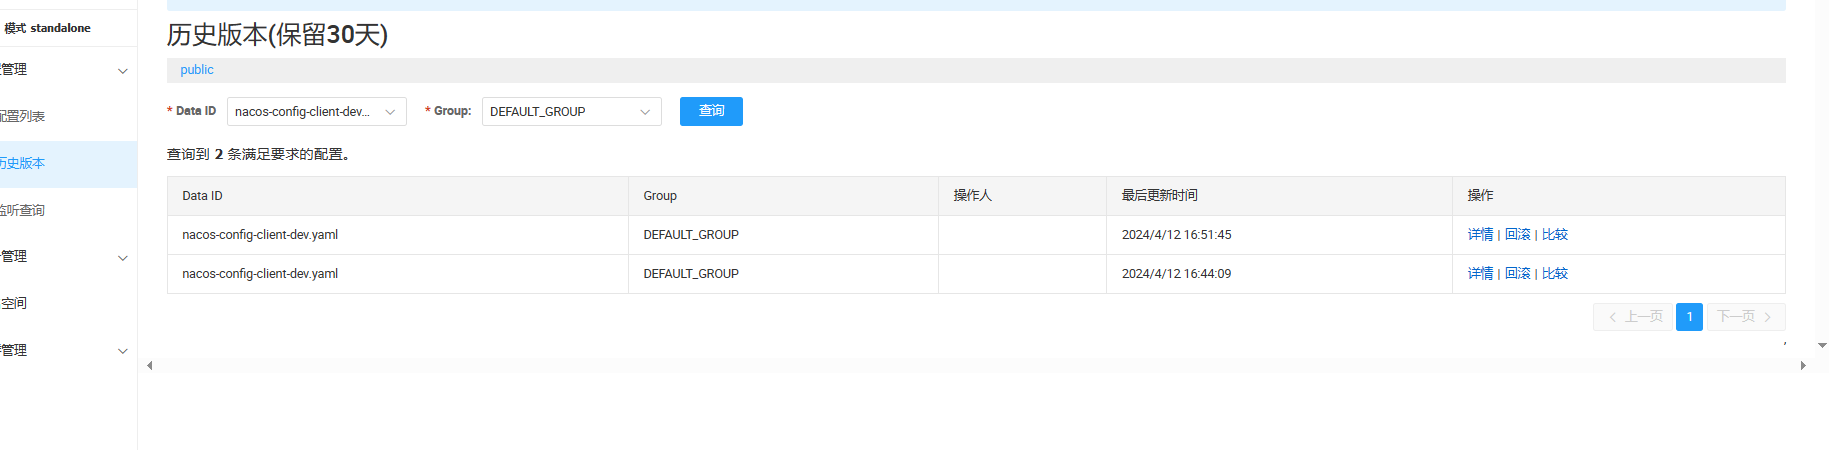 模式 standalone
管理
配置列表
历史版本
监听查询
管理
空间
管理
历史版本(保留30天)
public
* Data ID nacos-config-client-dev... * Group: DEFAULT_GROUP 查询
查询到 2 条满足要求的配置。
Data ID Group 操作人 最后更新时间 操作
nacos-config-client-dev.yaml DEFAULT_GROUP 2024/4/12 16:51:45 详情 | 回滚 | 比较
nacos-config-client-dev.yaml DEFAULT_GROUP 2024/4/12 16:44:09 详情 | 回滚 | 比较
上一页 1 下一页